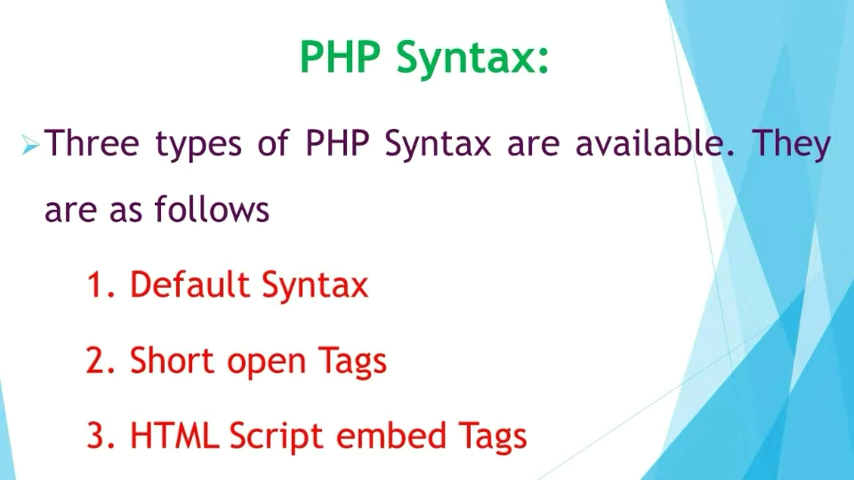 PHP Syntax:
Three types of PHP Syntax are available. They
are as follows
1. Default Syntax
2. Short open Tags
3. HTML Script embed Tags